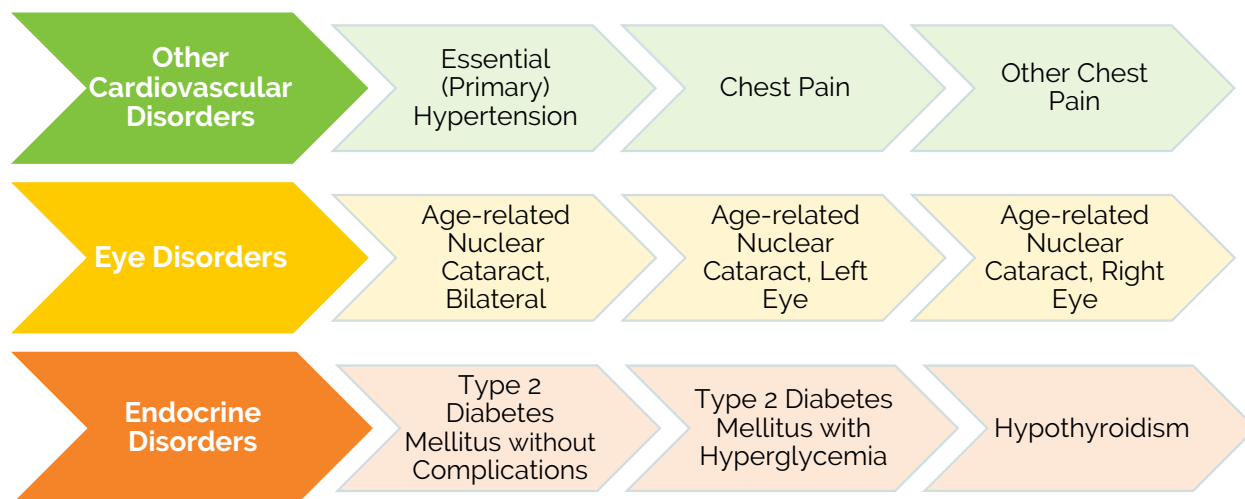 Other
Cardiovascular
Disorders
Essential
(Primary)
Hypertension
Chest Pain
Other Chest
Pain
Eye Disorders
Age-related
Nuclear
Cataract,
Bilateral
Age-related
Nuclear
Cataract, Left
Eye
Age-related
Nuclear
Cataract, Right
Eye
Endocrine
Disorders
Type 2
Diabetes
Mellitus without
Complications
Type 2 Diabetes
Mellitus with
Hyperglycemia
Hypothyroidism